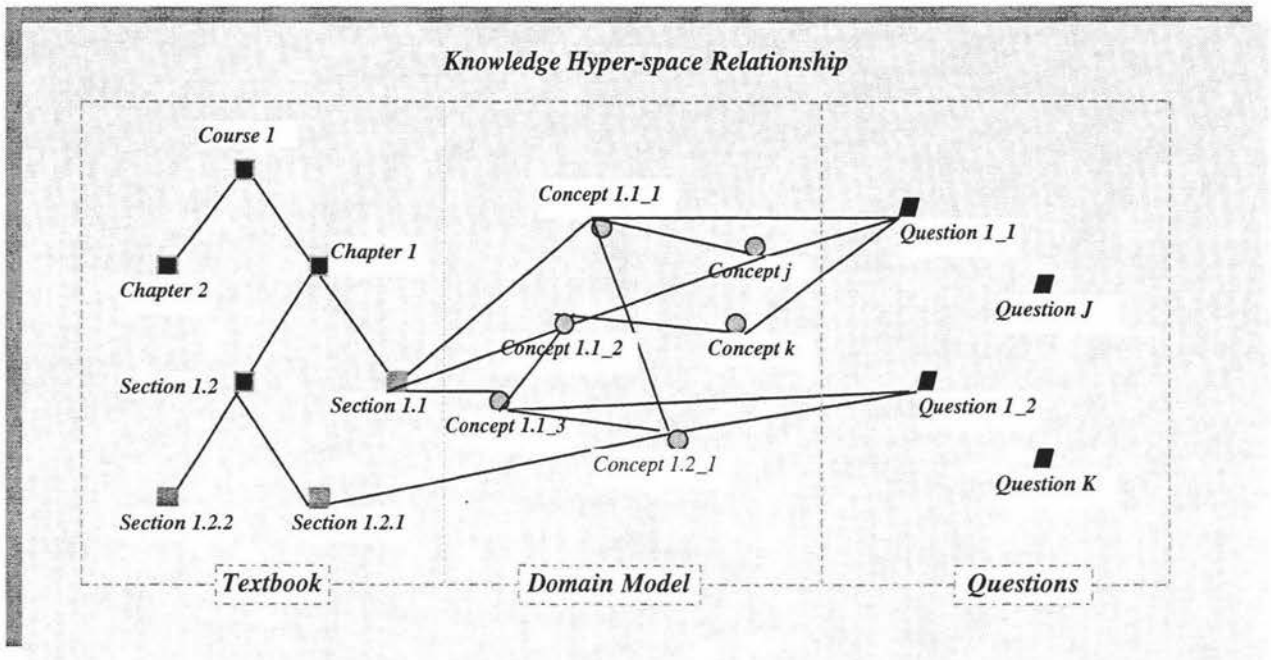 Knowledge Hyper-space Relationship
Course 1
Concept 1.1_1
Question 1_1
Chapter 1
Concept j
Chapter 2
Question J
Concept 1.1_2
Concept k
Section 1.2
Section 1.1
Question 1_2
Concept 1.1_3
Concept 1.2_1
Question K
Section 1.2.2
Section 1.2.1
Textbook
Domain Model
Questions